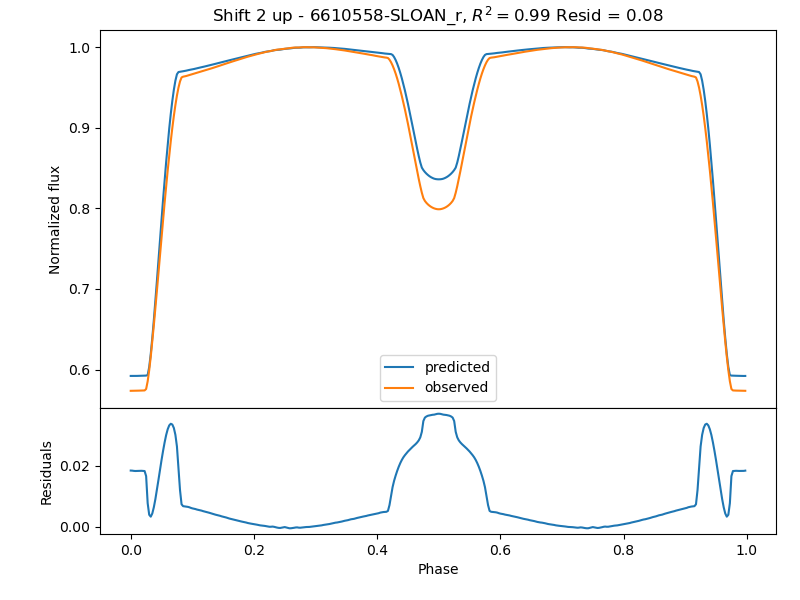 Shift 2 up - 6610558-SLOAN_r, R² = 0.99 Resid = 0.08
1.0
0.9
0.8
0.7
0.6
Normalized flux
predicted
observed
0.02
0.00
Residuals
0.0 0.2 0.4 0.6 0.8 1.0
Phase